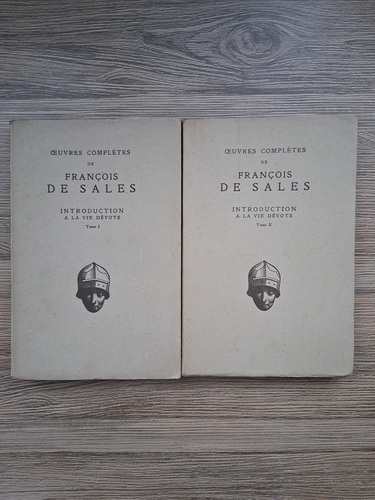 ŒUVRES COMPLÈTES
DE
FRANÇOIS
DE SALES
INTRODUCTION
A LA VIE DÉVOTE
Tome I
ŒUVRES COMPLÈTES
DE
FRANÇOIS
DE SALES
INTRODUCTION
A LA VIE DÉVOTE
Tome II